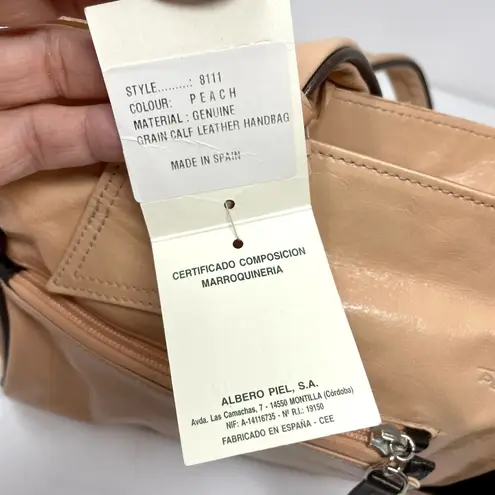 STYLE..........: 8111
COLOUR: PEACH
MATERIAL: GENUINE
GRAIN CALF LEATHER HANDBAG
MADE IN SPAIN
CERTIFICADO COMPOSICION
MARROQUINERIA
ALBERO PIEL, S.A.
Avda. Las Camachas, 7 - 14550 MONTILLA (Córdoba)
NIF: A-14116735 - Nº R.I.: 19150
FABRICADO EN ESPAÑA - CEE